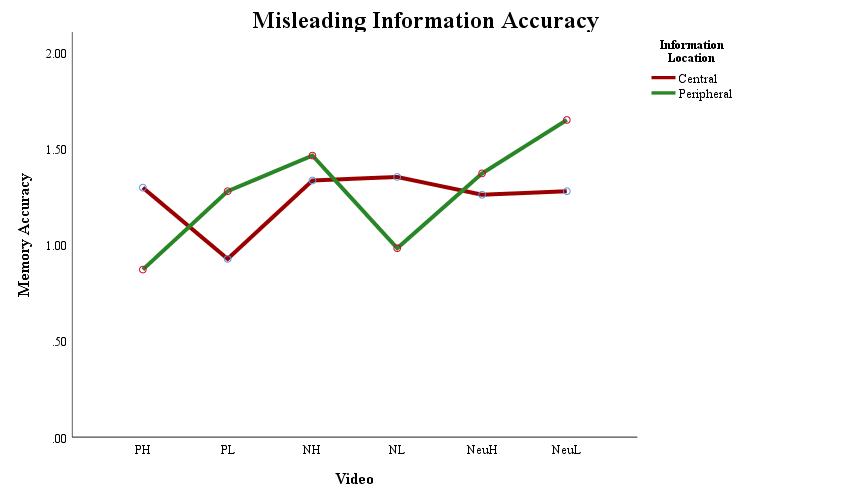 Misleading Information Accuracy
Information
Location
Central
Peripheral
2.00
1.50
1.00
.50
.00
Memory Accuracy
PH
PL
NH
NL
NeuH
NeuL
Video